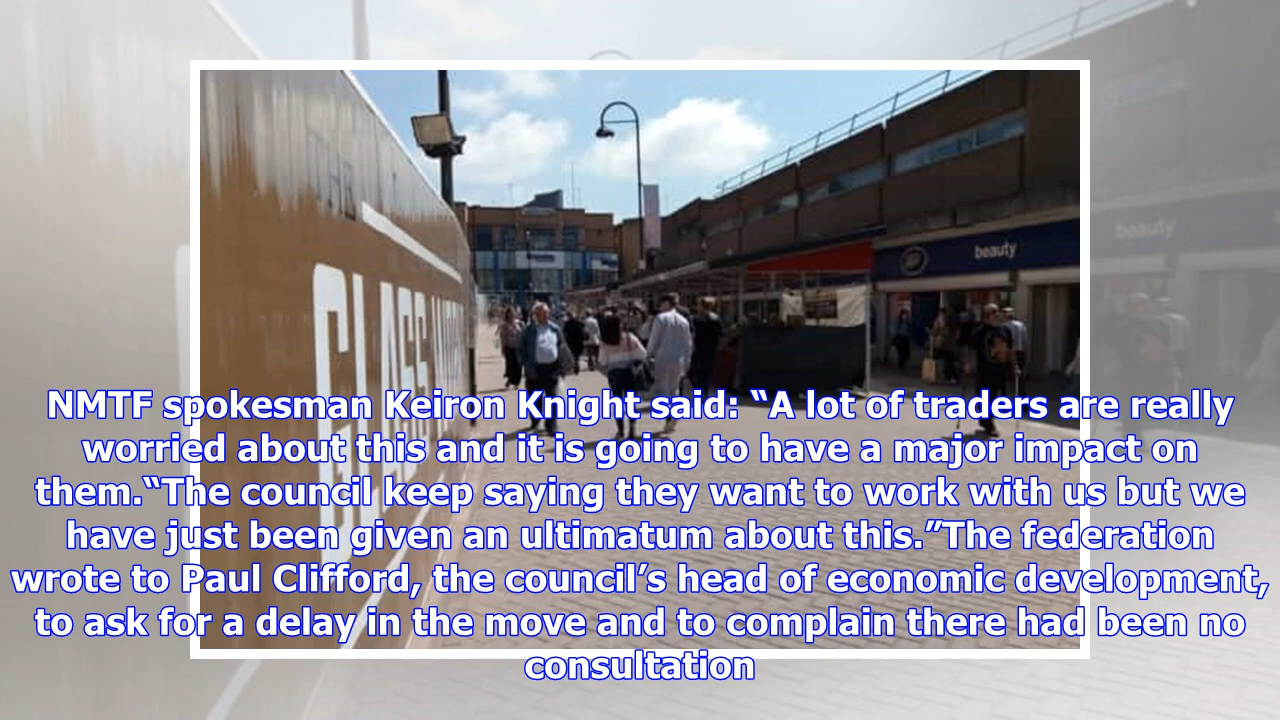 THE
GLASS
beauty
beauty
NMTF spokesman Keiron Knight said: “A lot of traders are really
worried about this and it is going to have a major impact on
them.“The council keep saying they want to work with us but we
have just been given an ultimatum about this.”The federation
wrote to Paul Clifford, the council’s head of economic development,
to ask for a delay in the move and to complain there had been no
consultation